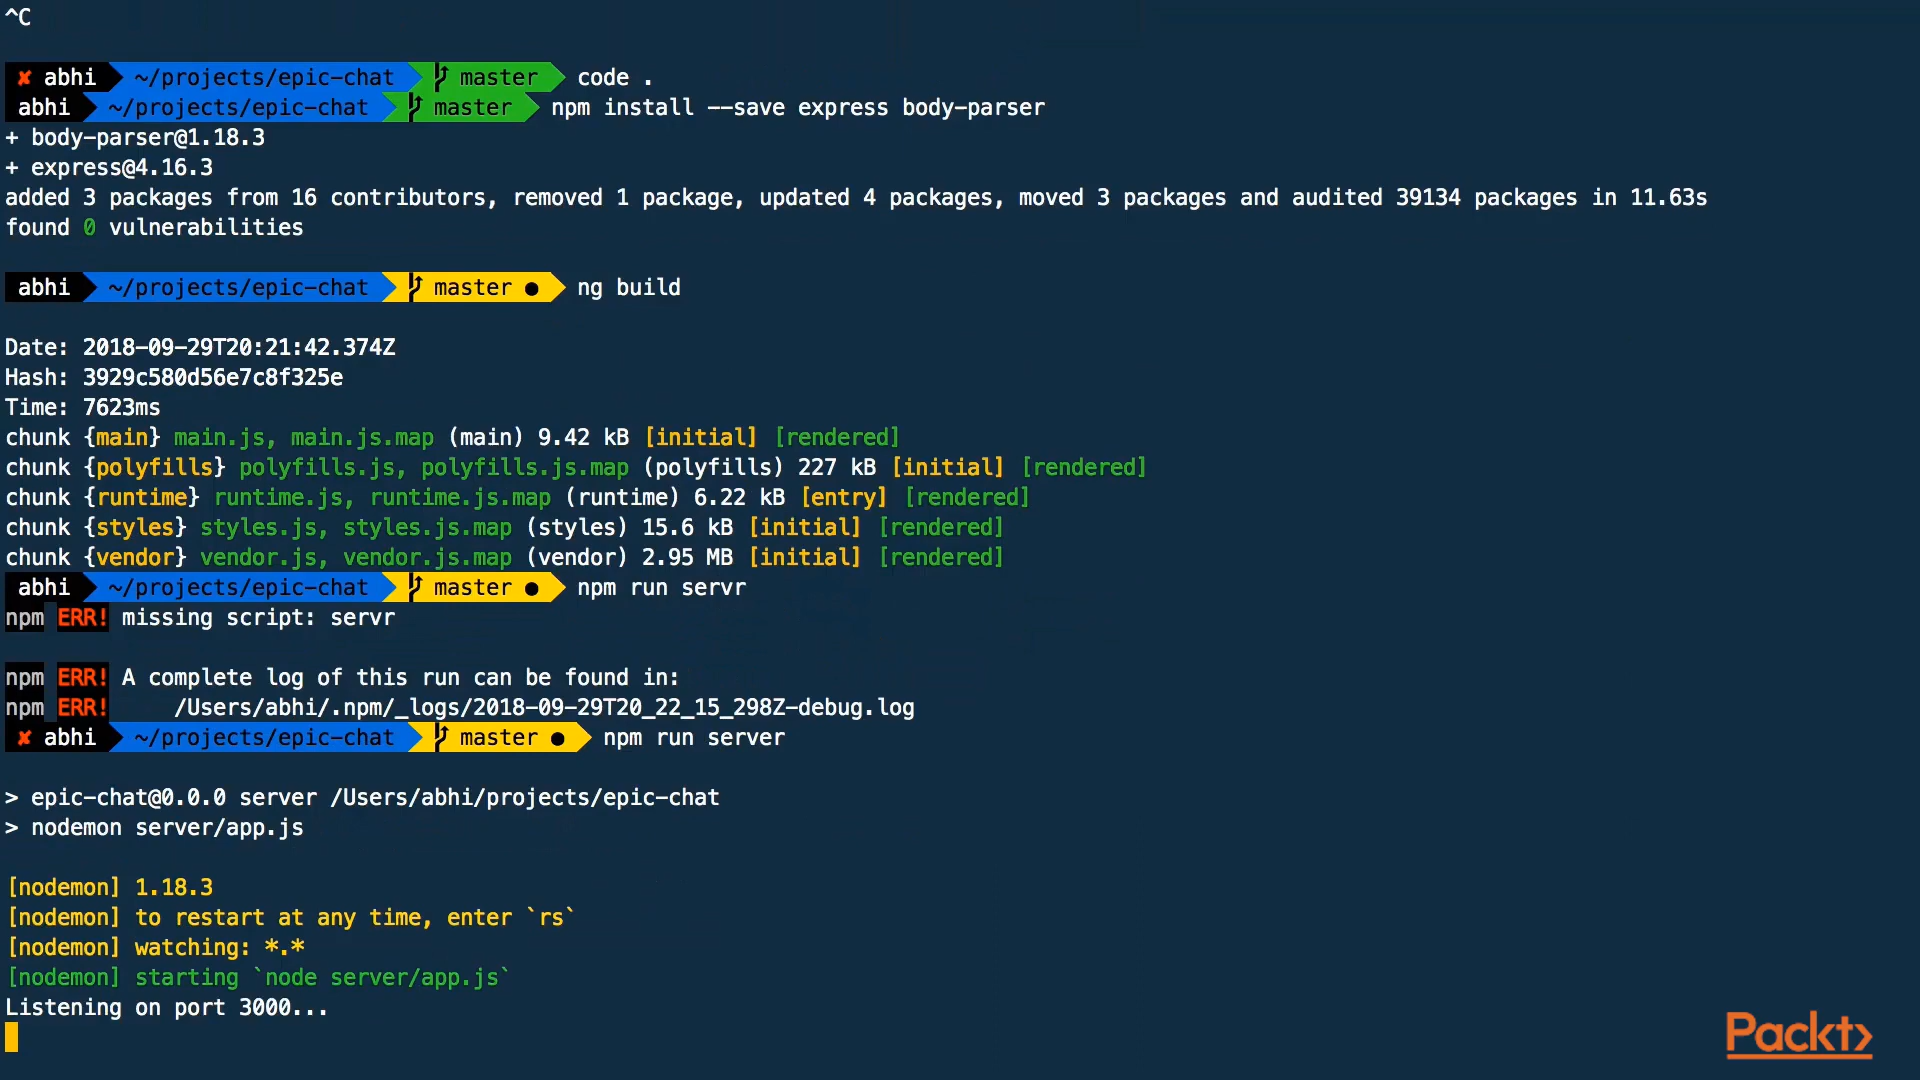 ^C
✘ abhi ~/projects/epic-chat master code .
abhi ~/projects/epic-chat master npm install --save express body-parser
+ body-parser@1.18.3
+ express@4.16.3
added 3 packages from 16 contributors, removed 1 package, updated 4 packages, moved 3 packages and audited 39134 packages in 11.63s
found 0 vulnerabilities
abhi ~/projects/epic-chat master ● ng build
Date: 2018-09-29T20:21:42.374Z
Hash: 3929c580d56e7c8f325e
Time: 7623ms
chunk {main} main.js, main.js.map (main) 9.42 kB [initial] [rendered]
chunk {polyfills} polyfills.js, polyfills.js.map (polyfills) 227 kB [initial] [rendered]
chunk {runtime} runtime.js, runtime.js.map (runtime) 6.22 kB [entry] [rendered]
chunk {styles} styles.js, styles.js.map (styles) 15.6 kB [initial] [rendered]
chunk {vendor} vendor.js, vendor.js.map (vendor) 2.95 MB [initial] [rendered]
abhi ~/projects/epic-chat master ● npm run servr
npm ERR! missing script: servr
npm ERR! A complete log of this run can be found in:
npm ERR!     /Users/abhi/.npm/_logs/2018-09-29T20_22_15_298Z-debug.log
✘ abhi ~/projects/epic-chat master ● npm run server
> epic-chat@0.0.0 server /Users/abhi/projects/epic-chat
> nodemon server/app.js
[nodemon] 1.18.3
[nodemon] to restart at any time, enter `rs`
[nodemon] watching: *.*
[nodemon] starting `node server/app.js`
Listening on port 3000...
Packt>